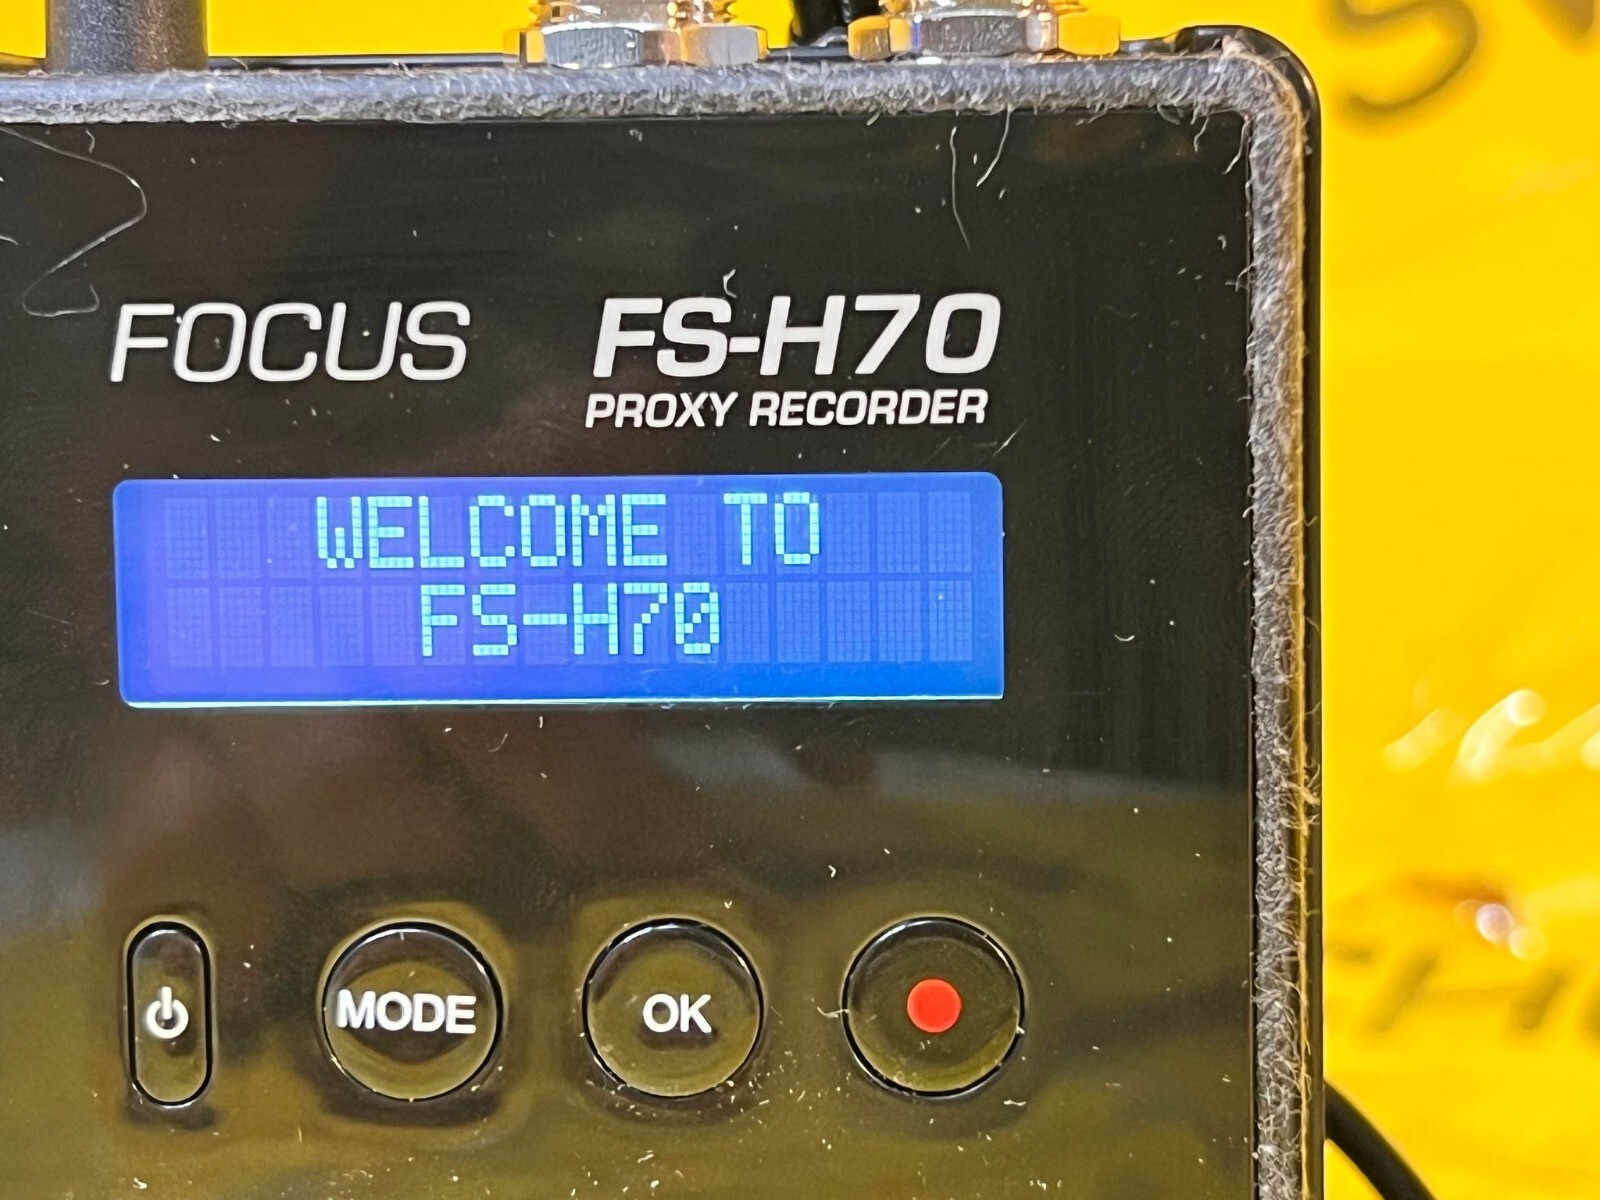 FOCUS
FS-H70
PROXY RECORDER
WELCOME TO
FS-H70
MODE
OK